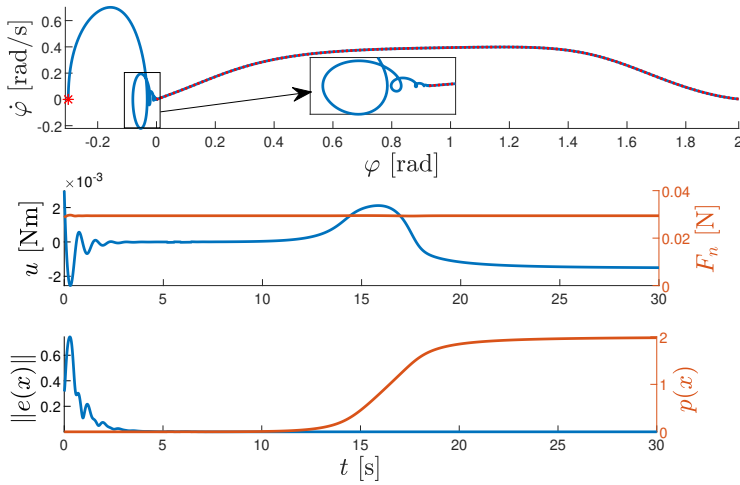 0.6
0.4
0.2
0
-0.2
φ̇ [rad/s]
-0.2 0 0.2 0.4 0.6 0.8 1 1.2 1.4 1.6 1.8 2
φ [rad]
×10⁻³
2
0
-2
u [Nm]
0.04
0.02
0
Fₙ [N]
0 5 10 15 20 25 30
0.6
0.4
0.2
‖e(x)‖
2
1
0
p(x)
0 5 10 15 20 25 30
t [s]